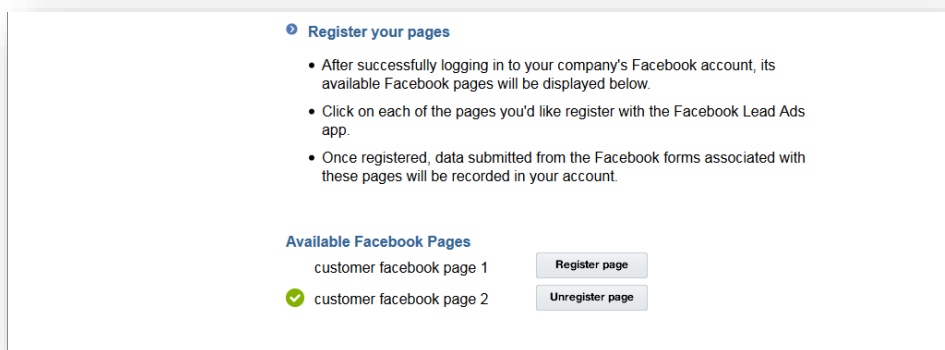 Register your pages
• After successfully logging in to your company's Facebook account, its
available Facebook pages will be displayed below.
• Click on each of the pages you'd like register with the Facebook Lead Ads
app.
• Once registered, data submitted from the Facebook forms associated with
these pages will be recorded in your account.
Available Facebook Pages
customer facebook page 1 Register page
customer facebook page 2 Unregister page